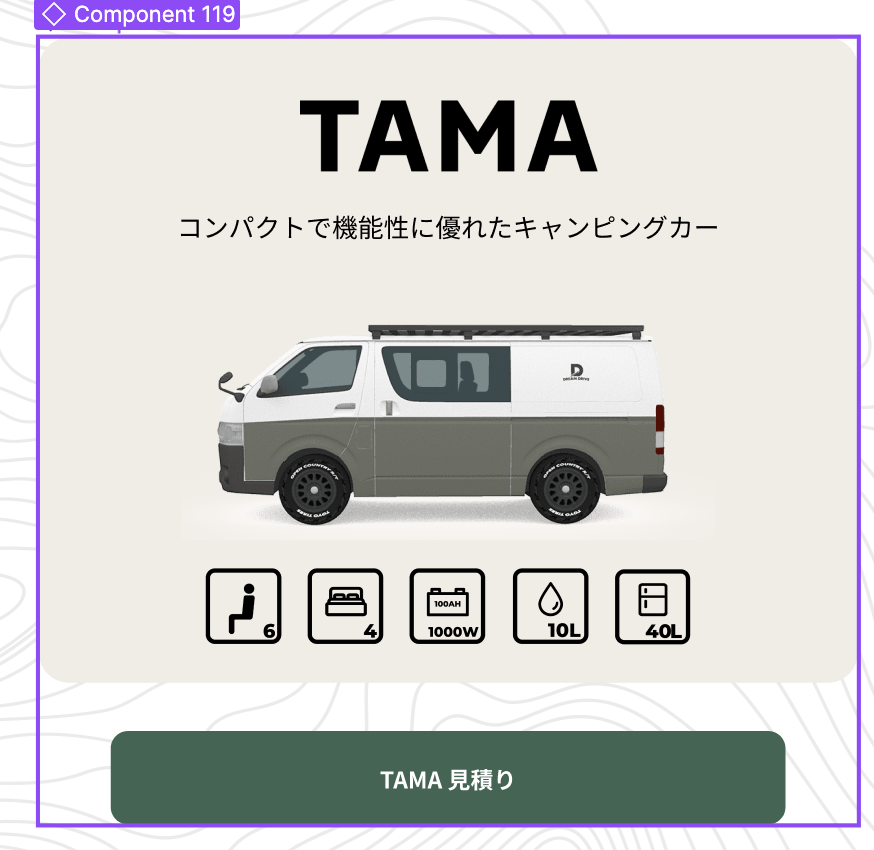 Component 119
TAMA
コンパクトで機能性に優れたキャンピングカー
D
DREAM DRIVE
OPEN COUNTRY R/T
TOYO TIRES
OPEN COUNTRY R/T
TOYO TIRES
6
4
100AH
1000W
10L
40L
TAMA 見積り